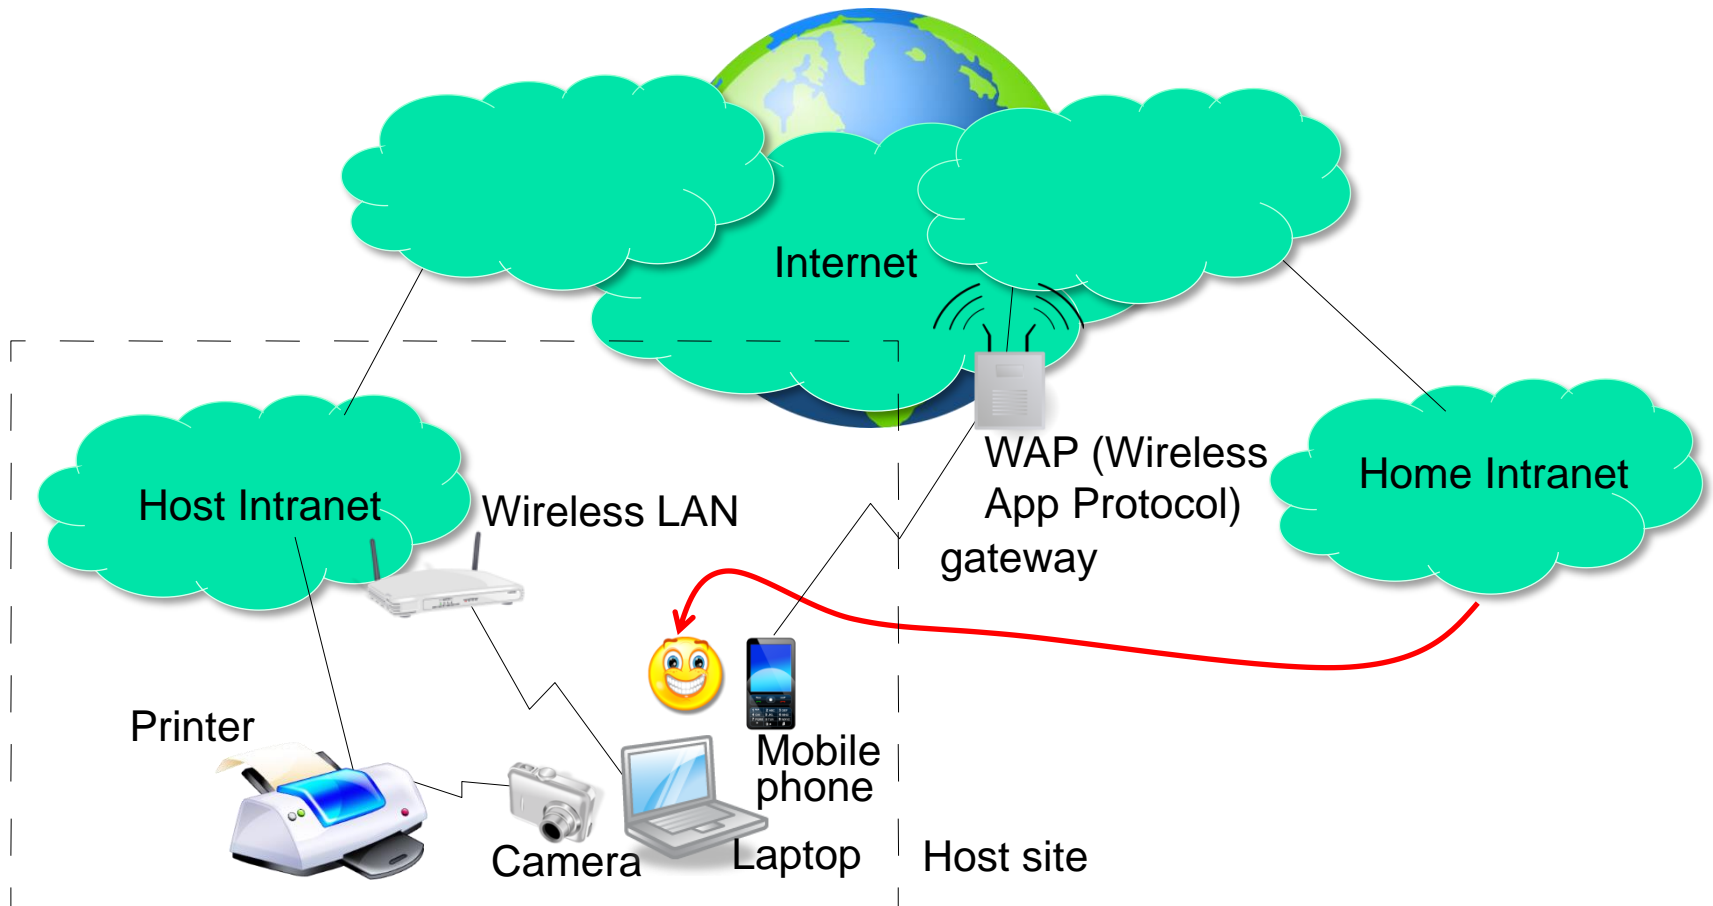 Internet
WAP (Wireless
App Protocol)
gateway
Home Intranet
Host Intranet
Wireless LAN
Printer
Mobile
phone
Camera
Laptop
Host site